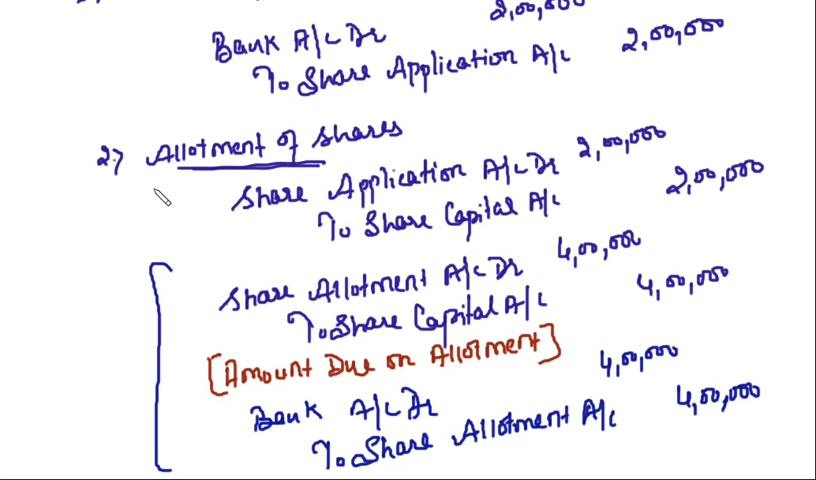 2,00,000
Bank A/c Dr
To Share Application A/c 2,00,000
2) Allotment of shares
Share Application A/c Dr 2,00,000
To Share Capital A/c 2,00,000
Share Allotment A/c Dr 4,00,000
To Share Capital A/c 4,00,000
[Amount Due on Allotment]
Bank A/c Dr 4,00,000
To Share Allotment A/c 4,00,000